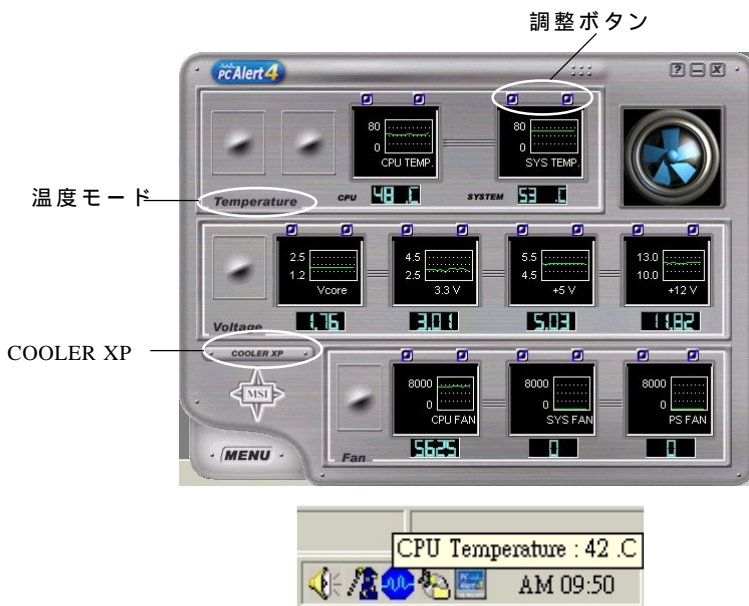 調整ボタン
PC Alert 4
? – X
80 80
0 0
CPU TEMP. SYS TEMP.
温度モード
Temperature CPU 48 .C SYSTEM 53 .C
2.5 4.5 5.5 13.0
1.2 2.5 4.5 10.0
Vcore 3.3 V +5 V +12 V
Voltage 1.76 3.01 5.03 11.82
COOLER XP
COOLER XP
8000 8000 8000
0 0 0
CPU FAN SYS FAN PS FAN
MSI
MENU
Fan 5625 0 0
CPU Temperature : 42 .C
AM 09:50